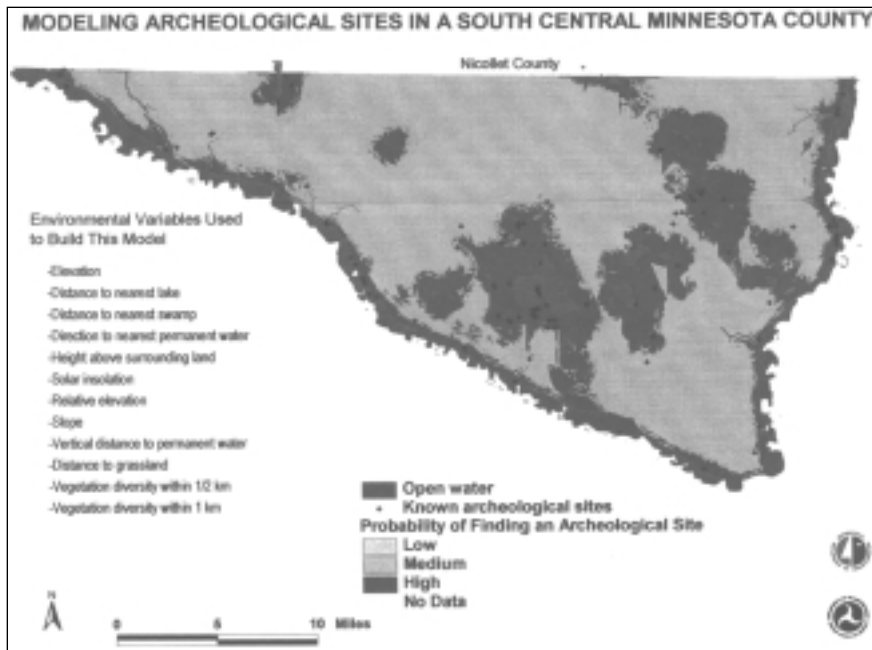 MODELING ARCHEOLOGICAL SITES IN A SOUTH CENTRAL MINNESOTA COUNTY
Nicollet County
Environmental Variables Used
to Build This Model
-Elevation
-Distance to nearest lake
-Distance to nearest swamp
-Direction to nearest permanent water
-Height above surrounding land
-Solar insolation
-Relative elevation
-Slope
-Vertical distance to permanent water
-Distance to grassland
-Vegetation diversity within 1/2 km
-Vegetation diversity within 1 km
Open water
Known archeological sites
Probability of Finding an Archeological Site
Low
Medium
High
No Data
N
0 5 10 Miles